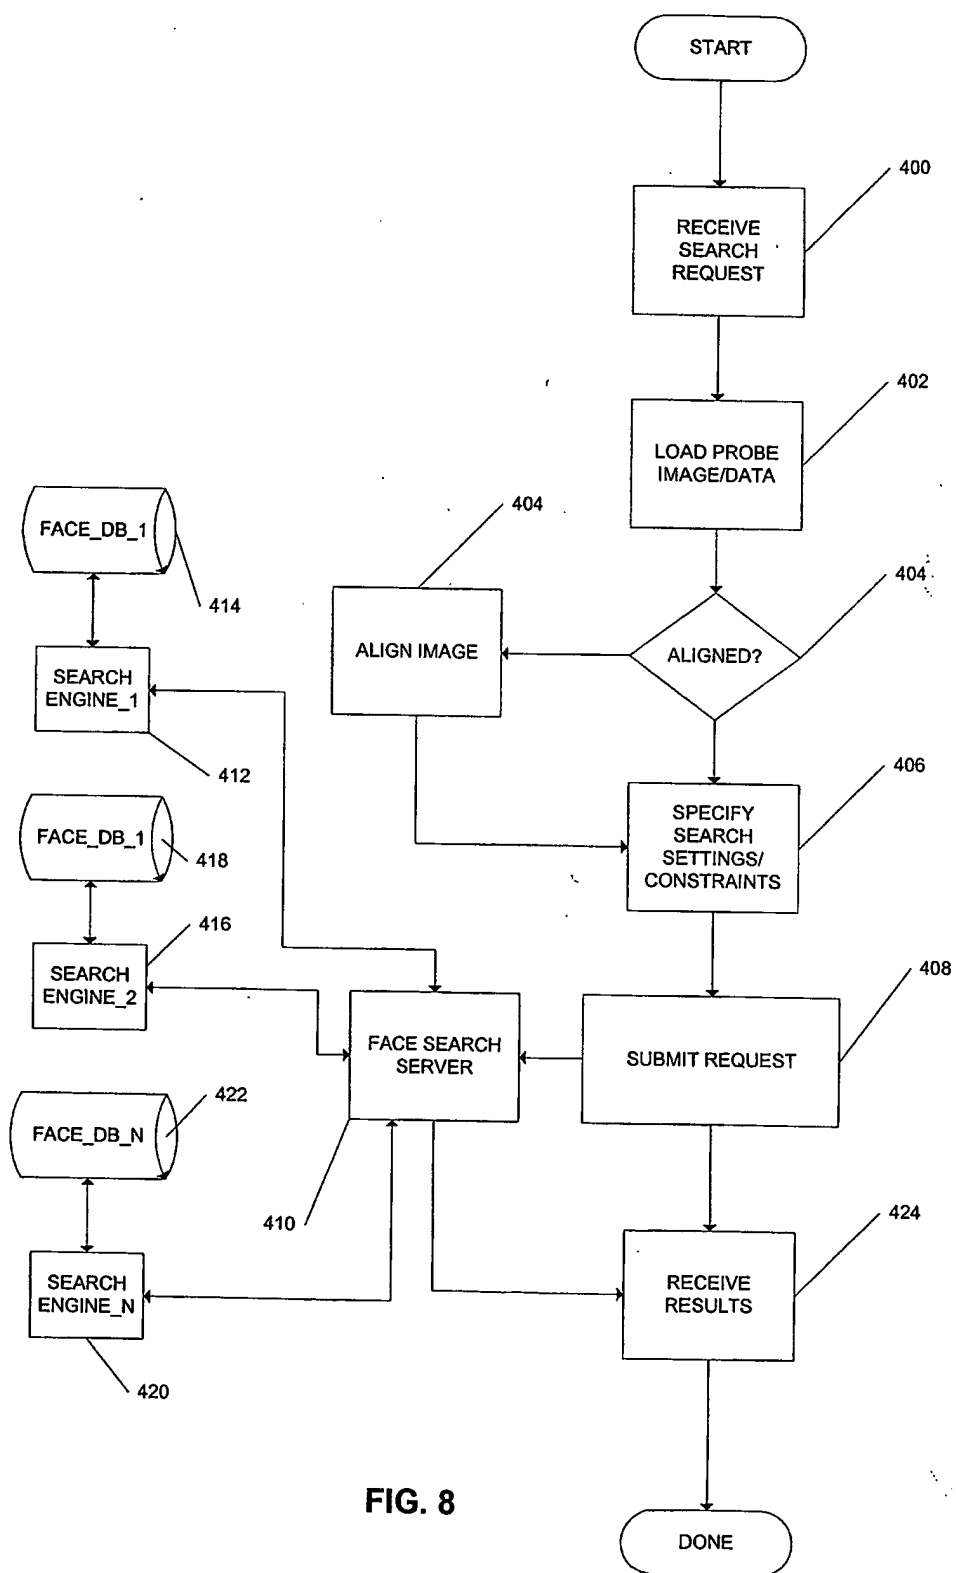 START
400
RECEIVE
SEARCH
REQUEST
402
LOAD PROBE
IMAGE/DATA
404
ALIGN IMAGE
404
ALIGNED?
FACE_DB_1
414
SEARCH
ENGINE_1
412
406
SPECIFY
SEARCH
SETTINGS/
CONSTRAINTS
FACE_DB_1
418
416
SEARCH
ENGINE_2
408
FACE SEARCH
SERVER
SUBMIT REQUEST
422
FACE_DB_N
410
424
SEARCH
ENGINE_N
RECEIVE
RESULTS
420
FIG. 8
DONE